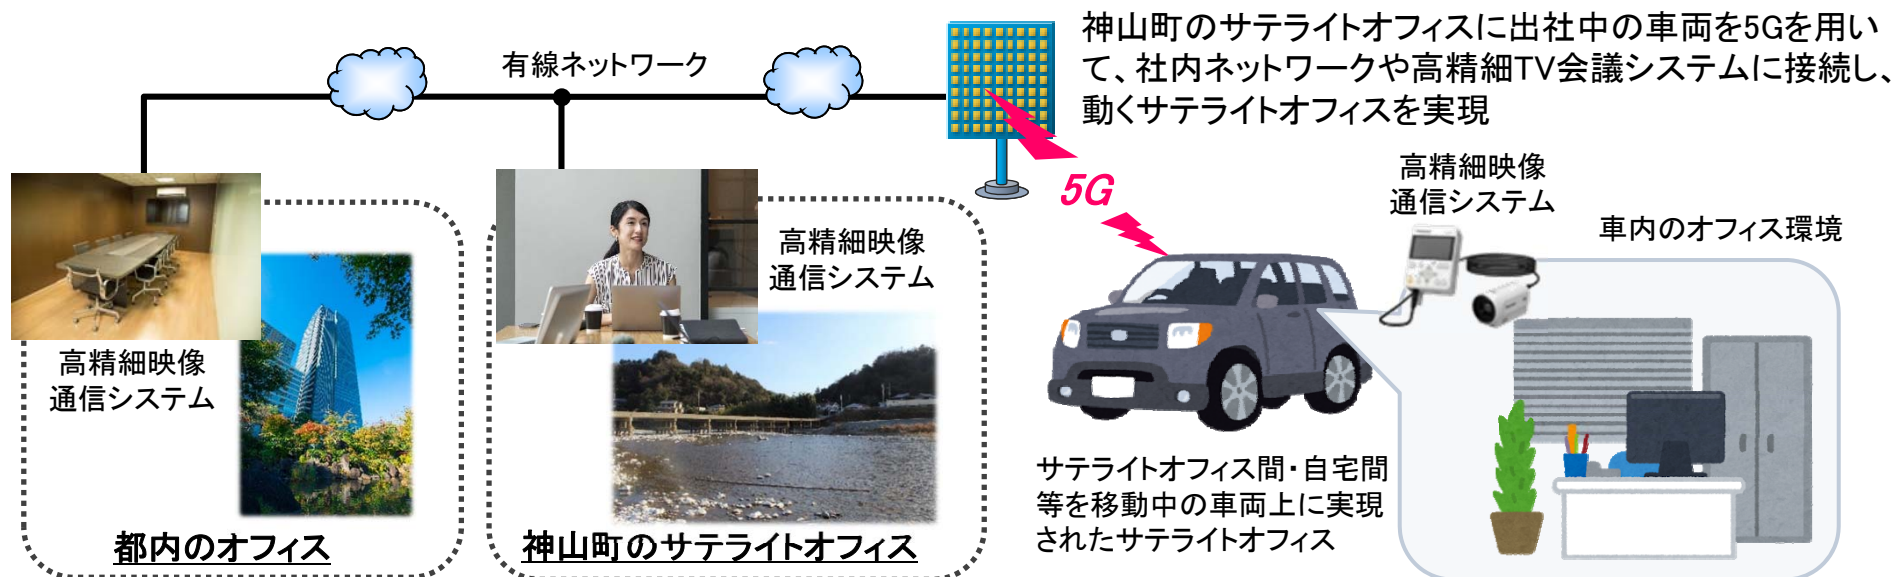 有線ネットワーク
神山町のサテライトオフィスに出社中の車両を5Gを用い
て、社内ネットワークや高精細TV会議システムに接続し、
動くサテライトオフィスを実現
5G
高精細映像
通信システム
車内のオフィス環境
高精細映像
通信システム
高精細映像
通信システム
サテライトオフィス間・自宅間
等を移動中の車両上に実現
されたサテライトオフィス
都内のオフィス
神山町のサテライトオフィス